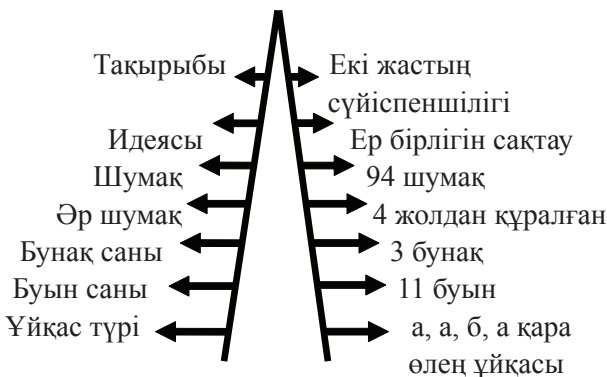 Тақырыбы
Екі жастың
сүйіспеншілігі
Идеясы
Ер бірлігін сақтау
Шумақ
94 шумақ
Әр шумақ
4 жолдан құралған
Бунақ саны
3 бунақ
Буын саны
11 буын
Ұйқас түрі
а, а, б, а қара
өлең ұйқасы